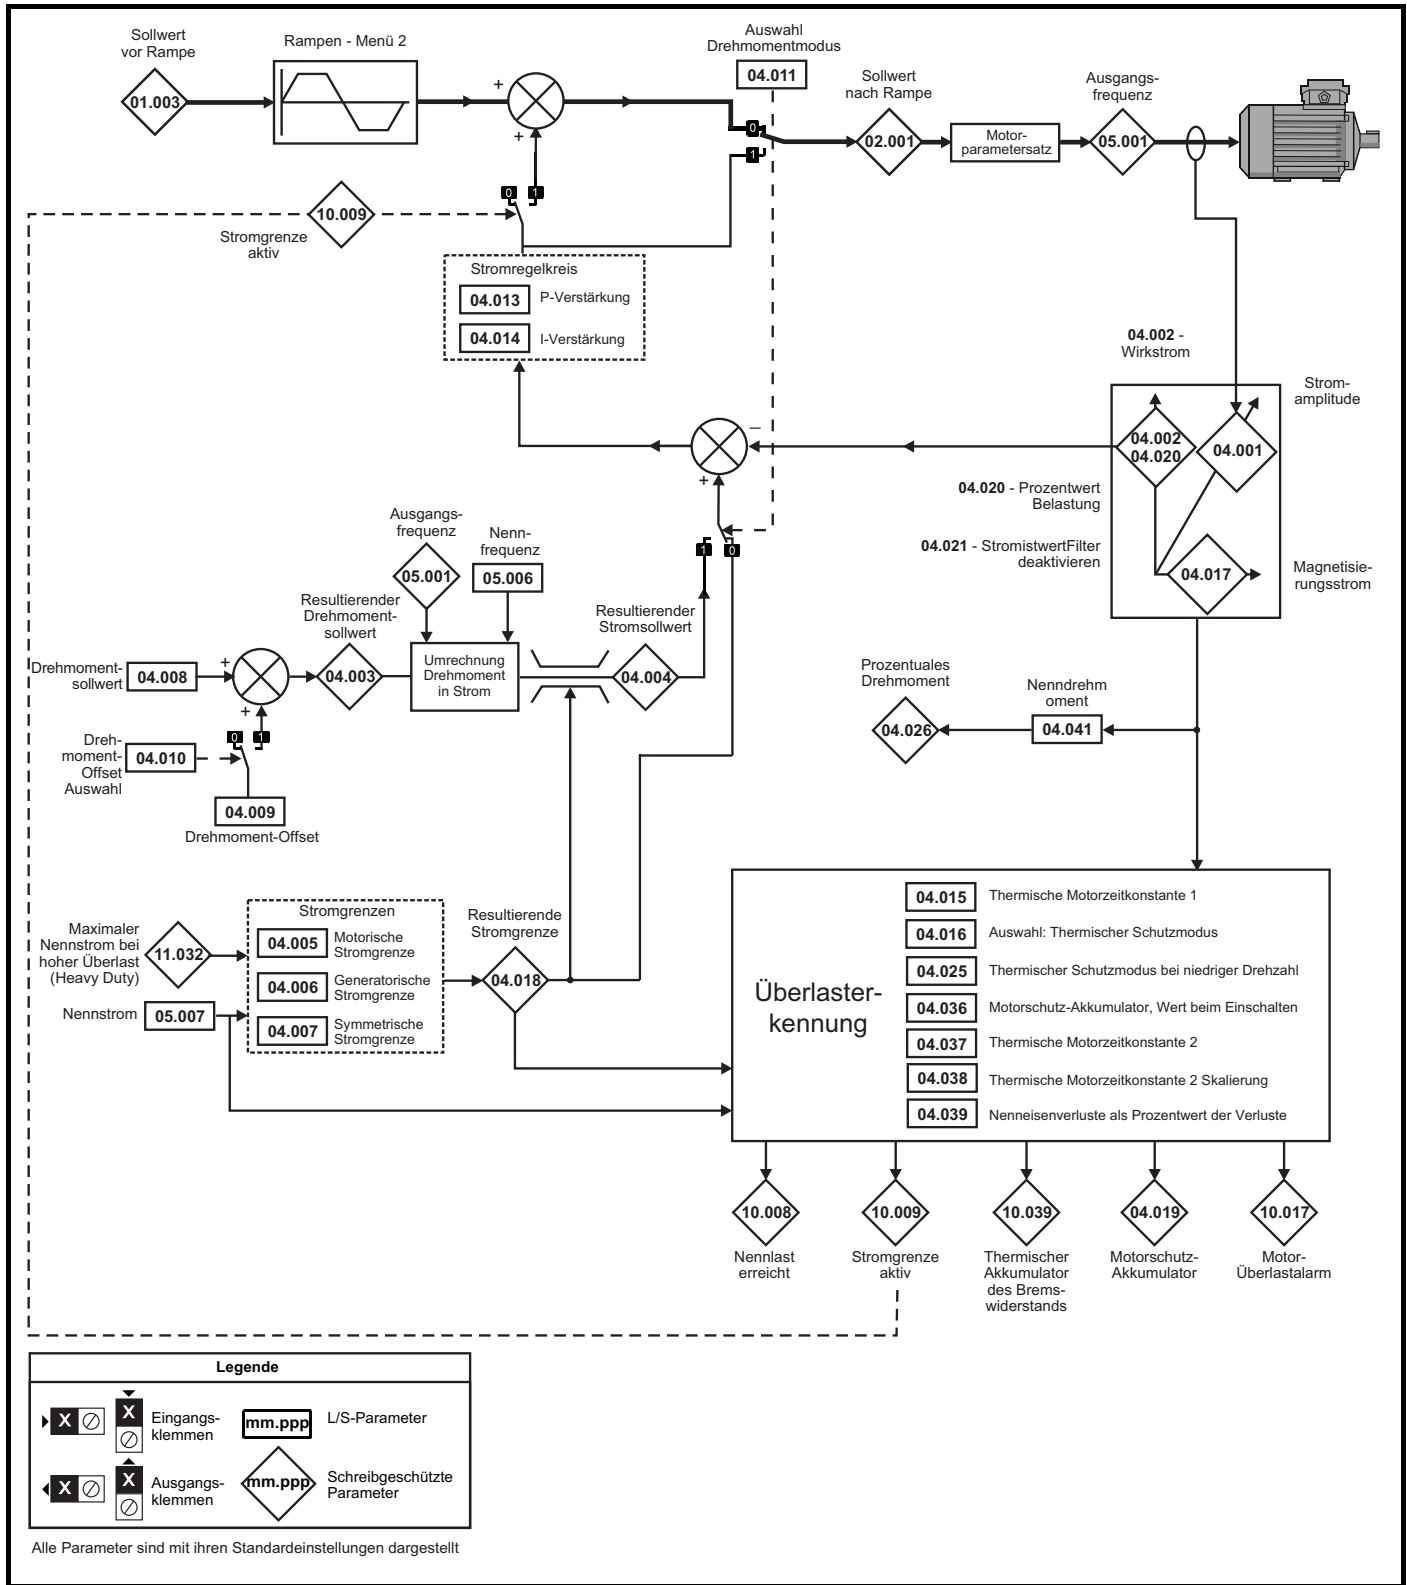 Sollwert
vor Rampe
01.003
Rampen - Menü 2
+
+
Auswahl
Drehmomentmodus
04.011
0
1
Sollwert
nach Rampe
02.001
Motor-
parametersatz
Ausgangs-
frequenz
05.001
0
1
10.009
Stromgrenze
aktiv
Stromregelkreis
04.013
P-Verstärkung
04.014
I-Verstärkung
04.002 -
Wirkstrom
Strom-
amplitude
04.002
04.020
04.001
–
+
04.020 - Prozentwert
Belastung
04.021 - StromistwertFilter
deaktivieren
04.017
Magnetisie-
rungsstrom
1
0
Ausgangs-
frequenz
05.001
Nenn-
frequenz
05.006
Resultierender
Drehmoment-
sollwert
04.003
Umrechnung
Drehmoment
in Strom
Resultierender
Stromsollwert
04.004
Drehmoment-
sollwert
04.008
+
+
0
1
Dreh-
moment-
Offset
Auswahl
04.010
04.009
Drehmoment-Offset
Prozentuales
Drehmoment
04.026
Nenndrehm
oment
04.041
Maximaler
Nennstrom bei
hoher Überlast
(Heavy Duty)
11.032
Nennstrom
05.007
Stromgrenzen
04.005
Motorische
Stromgrenze
04.006
Generatorische
Stromgrenze
04.007
Symmetrische
Stromgrenze
Resultierende
Stromgrenze
04.018
Überlaster-
kennung
04.015
Thermische Motorzeitkonstante 1
04.016
Auswahl: Thermischer Schutzmodus
04.025
Thermischer Schutzmodus bei niedriger Drehzahl
04.036
Motorschutz-Akkumulator, Wert beim Einschalten
04.037
Thermische Motorzeitkonstante 2
04.038
Thermische Motorzeitkonstante 2 Skalierung
04.039
Nenneisenverluste als Prozentwert der Verluste
10.008
Nennlast
erreicht
10.009
Stromgrenze
aktiv
10.039
Thermischer
Akkumulator
des Brems-
widerstands
04.019
Motorschutz-
Akkumulator
10.017
Motor-
Überlastalarm
Legende
X
X
Eingangs-
klemmen
mm.ppp
L/S-Parameter
X
X
Ausgangs-
klemmen
mm.ppp
Schreibgeschützte
Parameter
Alle Parameter sind mit ihren Standardeinstellungen dargestellt